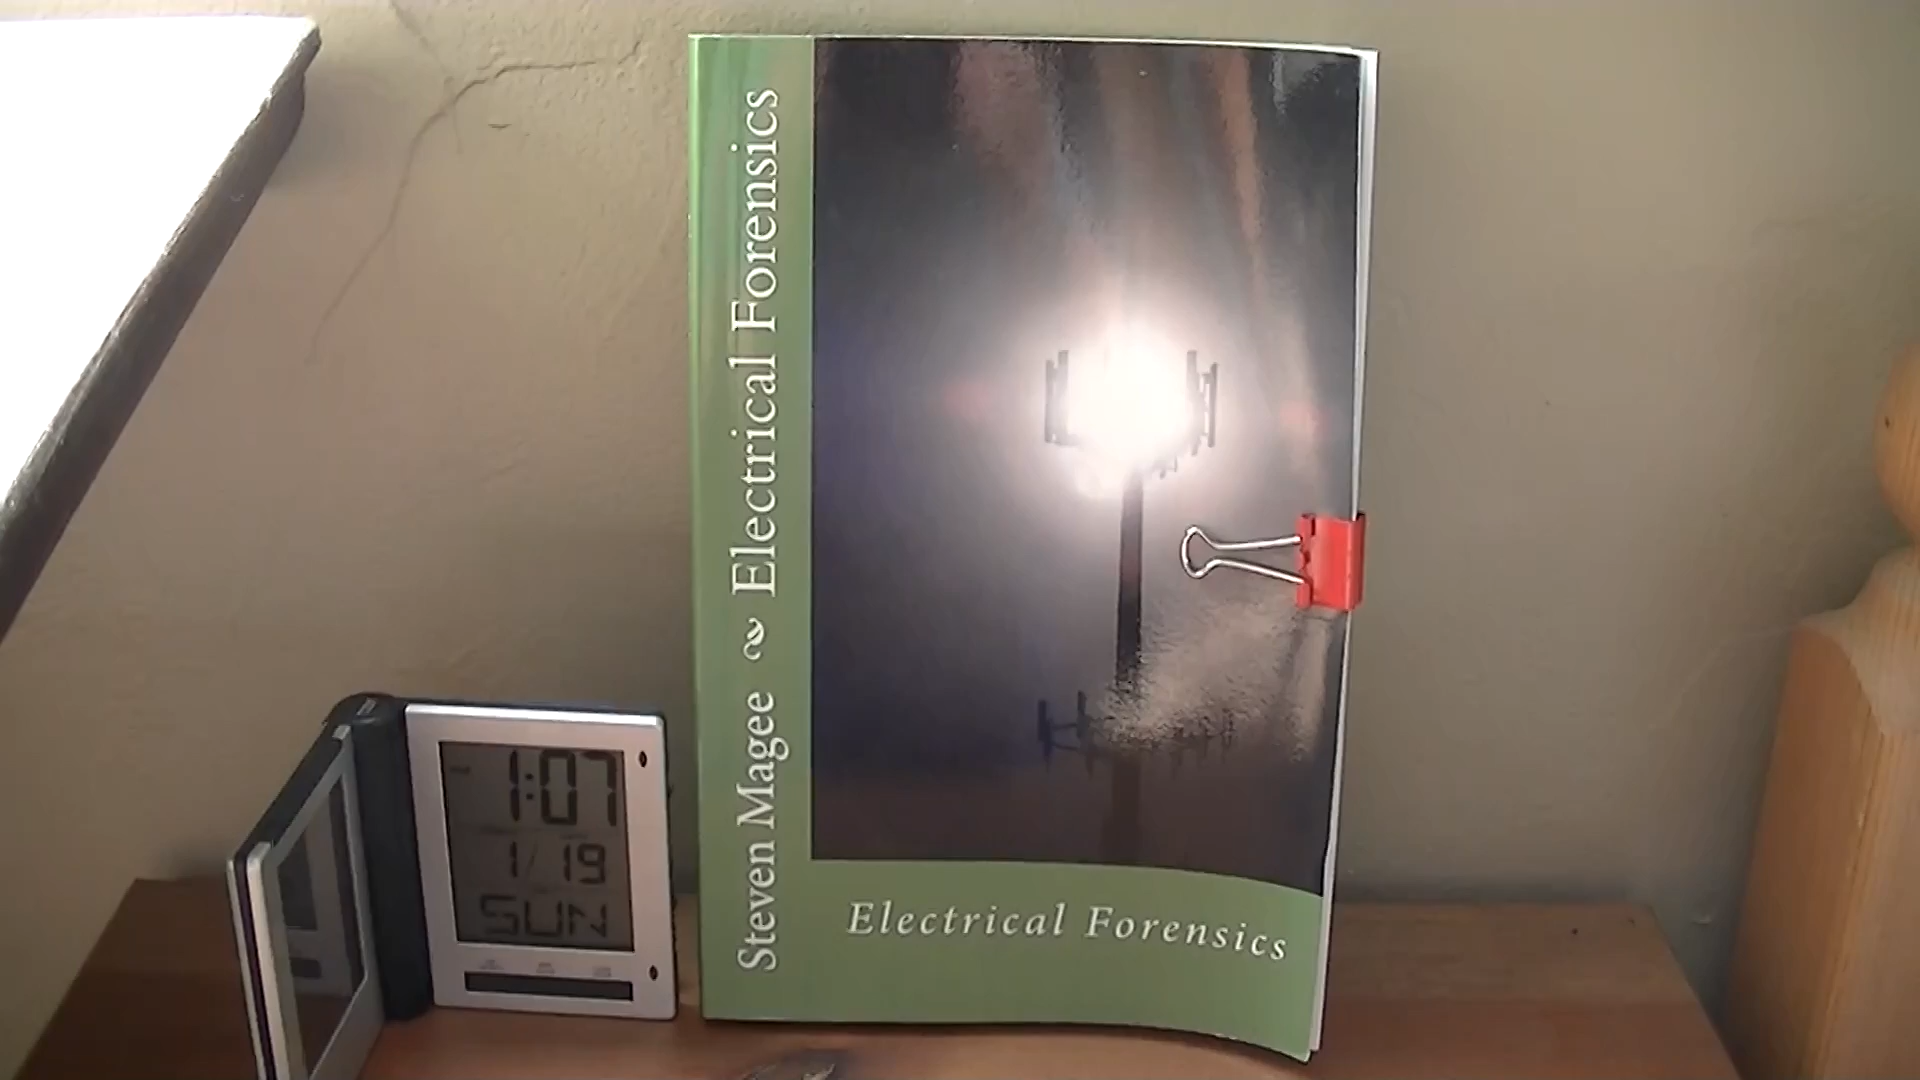 Steven Magee Electrical Forensics
Electrical Forensics
1:07
1/19
SUN